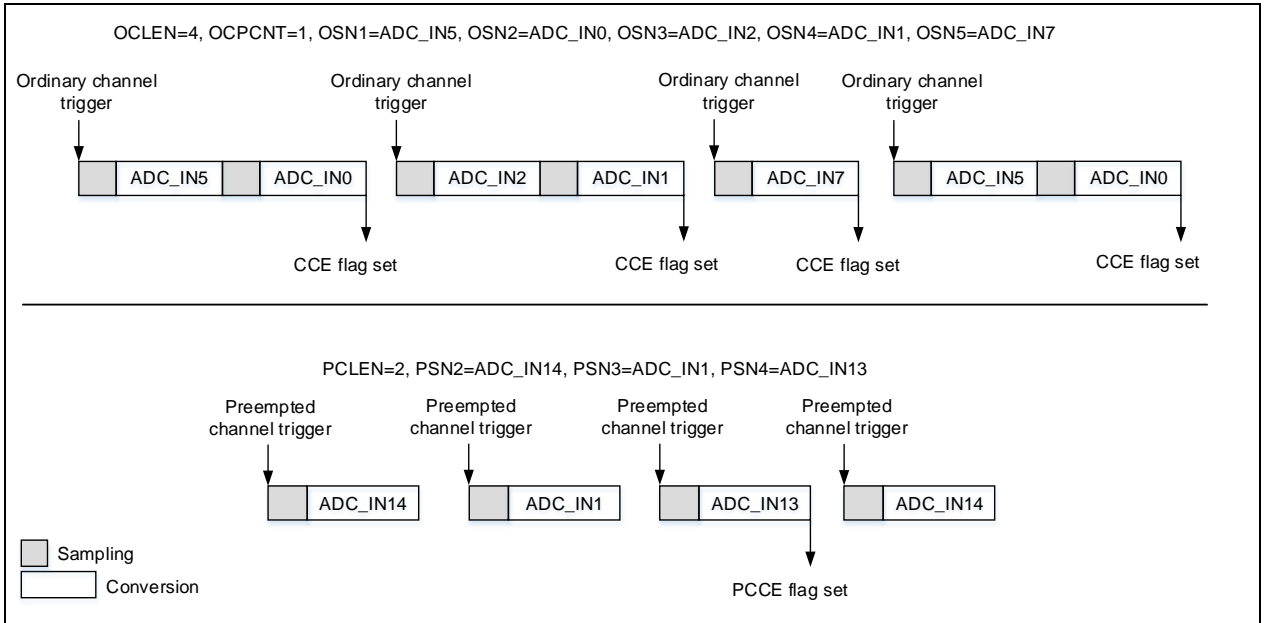 OCLEN=4, OCPCNT=1, OSN1=ADC_IN5, OSN2=ADC_IN0, OSN3=ADC_IN2, OSN4=ADC_IN1, OSN5=ADC_IN7
Ordinary channel
trigger
Ordinary channel
trigger
Ordinary channel
trigger
Ordinary channel
trigger
ADC_IN5
ADC_IN0
ADC_IN2
ADC_IN1
ADC_IN7
ADC_IN5
ADC_IN0
CCE flag set
CCE flag set
CCE flag set
CCE flag set
PCLEN=2, PSN2=ADC_IN14, PSN3=ADC_IN1, PSN4=ADC_IN13
Preempted
channel trigger
Preempted
channel trigger
Preempted
channel trigger
Preempted
channel trigger
ADC_IN14
ADC_IN1
ADC_IN13
ADC_IN14
Sampling
Conversion
PCCE flag set